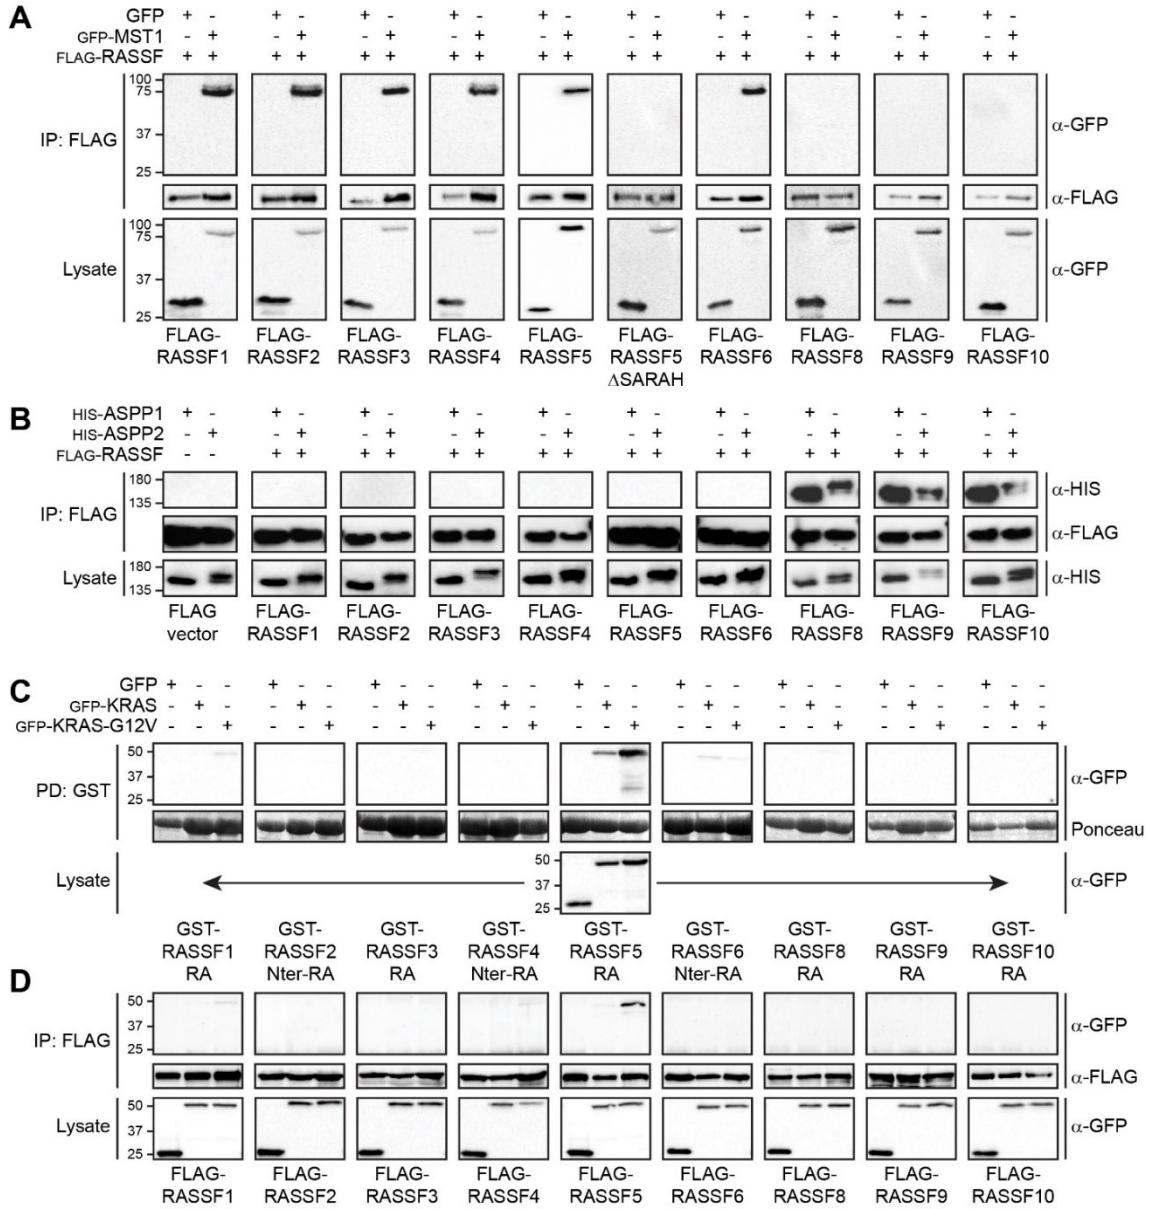 A
GFP + - + - + - + - + - + - + - + - + - + -
GFP-MST1 - + - + - + - + - + - + - + - + - + - +
FLAG-RASSF + + + + + + + + + + + + + + + + + + + +
100
75
IP: FLAG
37
25
α-GFP
α-FLAG
100
75
Lysate
37
25
α-GFP
FLAG- FLAG- FLAG- FLAG- FLAG- FLAG- FLAG- FLAG- FLAG- FLAG-
RASSF1 RASSF2 RASSF3 RASSF4 RASSF5 RASSF5 RASSF6 RASSF8 RASSF9 RASSF10
ΔSARAH
B
HIS-ASPP1 + - + - + - + - + - + - + - + - + - + -
HIS-ASPP2 - + - + - + - + - + - + - + - + - + - +
FLAG-RASSF - - + + + + + + + + + + + + + + + + + +
180
135
α-HIS
IP: FLAG
α-FLAG
180
Lysate
135
α-HIS
FLAG FLAG- FLAG- FLAG- FLAG- FLAG- FLAG- FLAG- FLAG- FLAG-
vector RASSF1 RASSF2 RASSF3 RASSF4 RASSF5 RASSF6 RASSF8 RASSF9 RASSF10
C
GFP + - - + - - + - - + - - + - - + - - + - - + - - + - -
GFP-KRAS - + - - + - - + - - + - - + - - + - - + - - + - - + -
GFP-KRAS-G12V - - + - - + - - + - - + - - + - - + - - + - - + - - +
50
37
25
PD: GST
α-GFP
Ponceau
Lysate
50
37
25
α-GFP
GST- GST- GST- GST- GST- GST- GST- GST- GST-
RASSF1 RASSF2 RASSF3 RASSF4 RASSF5 RASSF6 RASSF8 RASSF9 RASSF10
RA Nter-RA RA Nter-RA RA Nter-RA RA RA RA
D
50
37
25
IP: FLAG
α-GFP
α-FLAG
50
Lysate
37
25
α-GFP
FLAG- FLAG- FLAG- FLAG- FLAG- FLAG- FLAG- FLAG- FLAG-
RASSF1 RASSF2 RASSF3 RASSF4 RASSF5 RASSF6 RASSF8 RASSF9 RASSF10